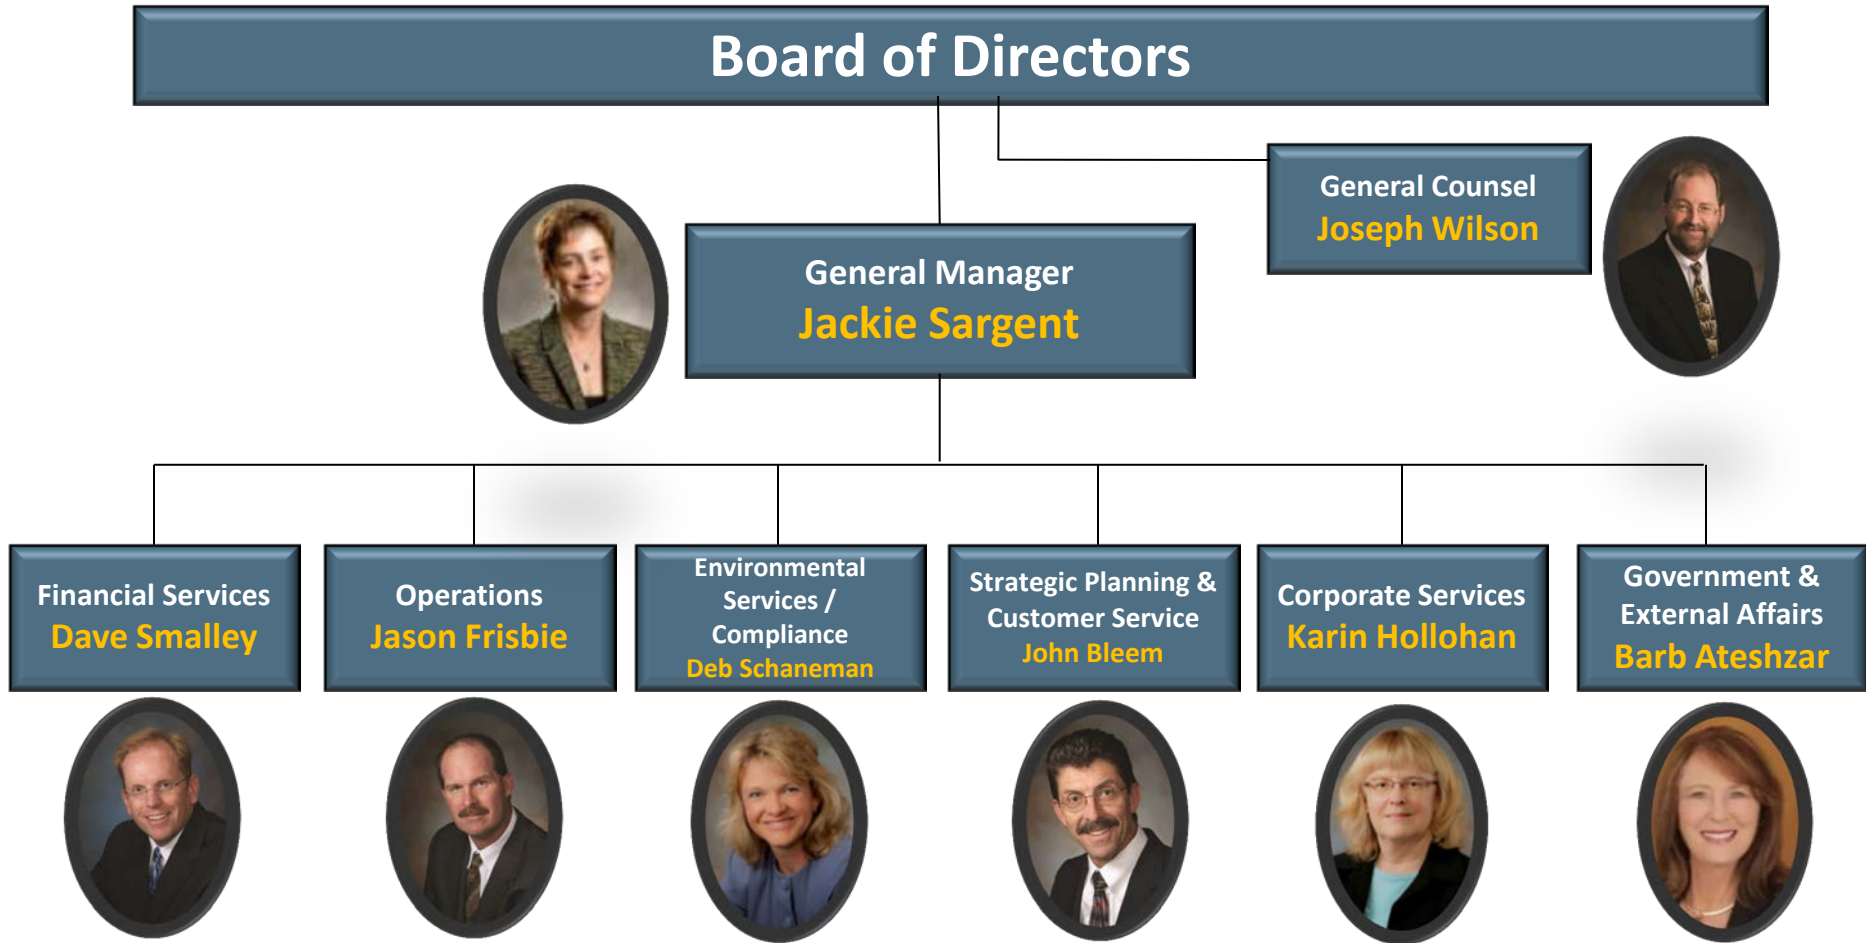 Board of Directors
General Counsel
Joseph Wilson
General Manager
Jackie Sargent
Financial Services
Dave Smalley
Operations
Jason Frisbie
Environmental
Services /
Compliance
Deb Schaneman
Strategic Planning &
Customer Service
John Bleem
Corporate Services
Karin Hollohan
Government &
External Affairs
Barb Ateshzar